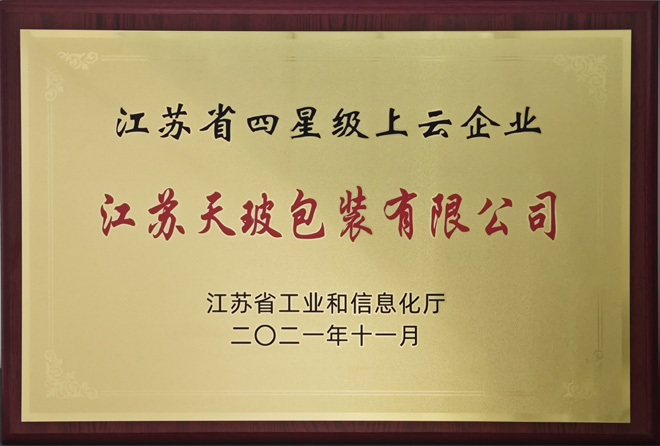 江苏省四星级上云企业
江苏天玻包装有限公司
江苏省工业和信息化厅
二〇二一年十一月